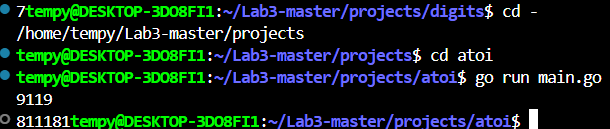 7tempy@DESKTOP-3DO8FI1:~/Lab3-master/projects/digits$ cd -
/home/tempy/Lab3-master/projects
tempy@DESKTOP-3DO8FI1:~/Lab3-master/projects$ cd atoi
tempy@DESKTOP-3DO8FI1:~/Lab3-master/projects/atoi$ go run main.go
9119
811181tempy@DESKTOP-3DO8FI1:~/Lab3-master/projects/atoi$